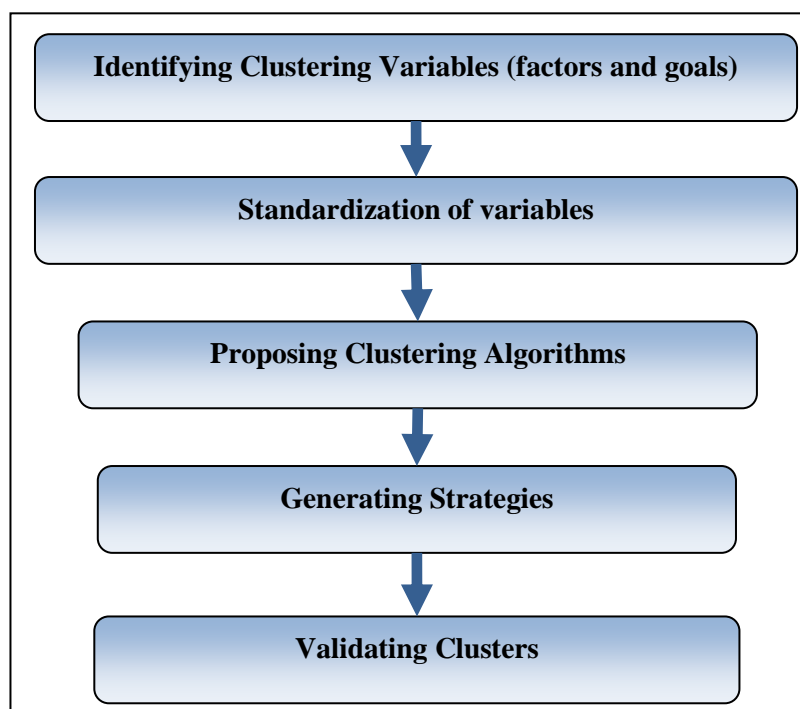 Identifying Clustering Variables (factors and goals)
Standardization of variables
Proposing Clustering Algorithms
Generating Strategies
Validating Clusters